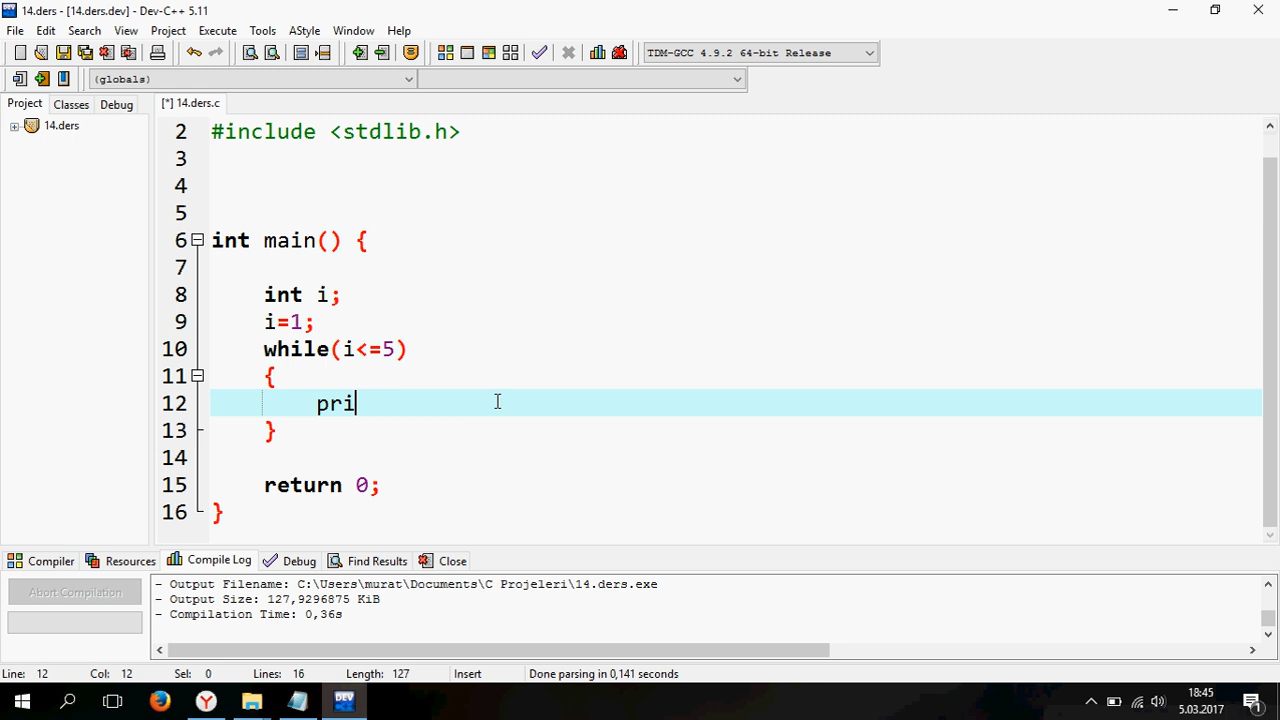 14.ders - [14.ders.dev] - Dev-C++ 5.11
File Edit Search View Project Execute Tools AStyle Window Help
TDM-GCC 4.9.2 64-bit Release
(globals)
Project Classes Debug [*] 14.ders.c
14.ders
2 #include <stdlib.h>
3
4
5
6 int main() {
7
8 int i;
9 i=1;
10 while(i<=5)
11 {
12 pri
13 }
14
15 return 0;
16 }
Compiler Resources Compile Log Debug Find Results Close
Abort Compilation
- Output Filename: C:\Users\murat\Documents\C Projeleri\14.ders.exe
- Output Size: 127,9296875 KiB
- Compilation Time: 0,36s
Line: 12 Col: 12 Sel: 0 Lines: 16 Length: 127 Insert Done parsing in 0,141 seconds
DEV
18:45
5.03.2017
1